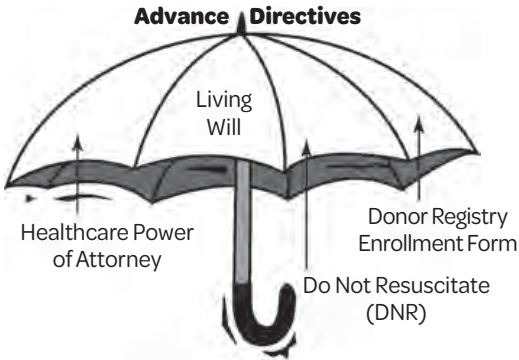 Advance Directives
Living
Will
Healthcare Power
of Attorney
Donor Registry
Enrollment Form
Do Not Resuscitate
(DNR)